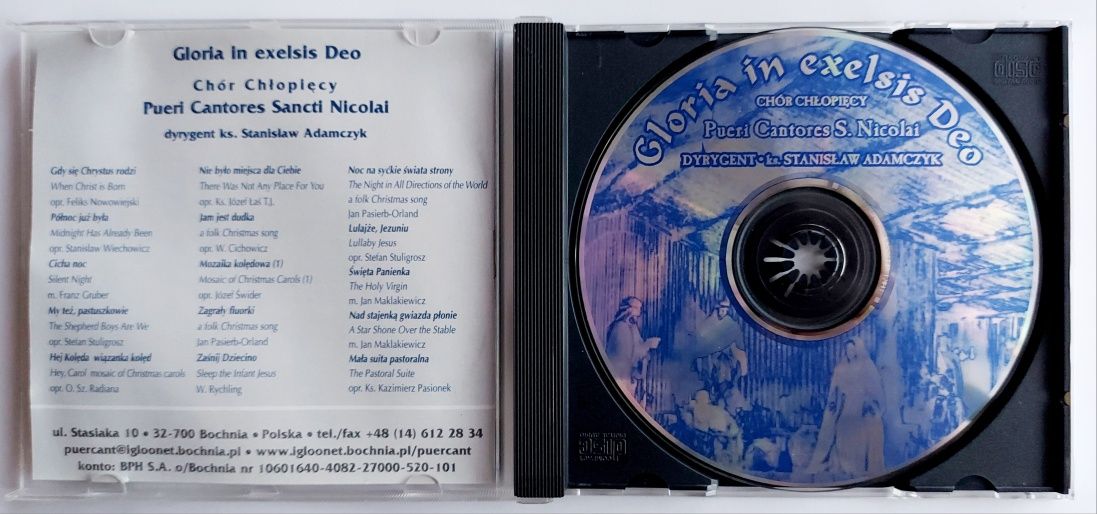 Gloria in exelsis Deo
Chór Chłopięcy
Pueri Cantores Sancti Nicolai
dyrygent ks. Stanisław Adamczyk
Gdy się Chrystus rodzi
When Christ is Born
opr. Feliks Nowowiejski
Północ już była
Midnight Has Already Been
opr. Stanisław Wiechowicz
Cicha noc
Silent Night
m. Franz Gruber
My też, pastuszkowie
The Shepherd Boys Are We
opr. Stefan Stuligrosz
Hej Kolęda wiązanka kolęd
Hey, Carol mosaic of Christmas carols
opr. O. Sz. Radiana
Nie było miejsca dla Ciebie
There Was Not Any Place For You
opr. Ks. Józef Łaś T.J.
Jam jest dudka
a folk Christmas song
opr. W. Cichowicz
Mozaika kolędowa (1)
Mosaic of Christmas Carols (1)
opr. Józef Świder
Zagrały fluorki
a folk Christmas song
Jan Pasierb-Orland
Zaśnij Dziecino
Sleep the Infant Jesus
W. Rychling
Noc na syćkie świata strony
The Night in All Directions of the World
a folk Christmas song
Jan Pasierb-Orland
Lulajże, Jezuniu
Lullaby Jesus
opr. Stefan Stuligrosz
Święta Panienka
The Holy Virgin
m. Jan Maklakiewicz
Nad stajenką gwiazda płonie
A Star Shone Over the Stable
m. Jan Maklakiewicz
Mała suita pastoralna
The Pastoral Suite
opr. Ks. Kazimierz Pasionek
ul. Stasiaka 10 • 32-700 Bochnia • Polska • tel./fax +48 (14) 612 28 34
puercant@igloonet.bochnia.pl • www.igloonet.bochnia.pl/puercant
konto: BPH S.A. o/Bochnia nr 10601640-4082-27000-520-101
Gloria in exelsis Deo
CHÓR CHŁOPIĘCY
Pueri Cantores S. Nicolai
DYRYGENT • ks. STANISŁAW ADAMCZYK